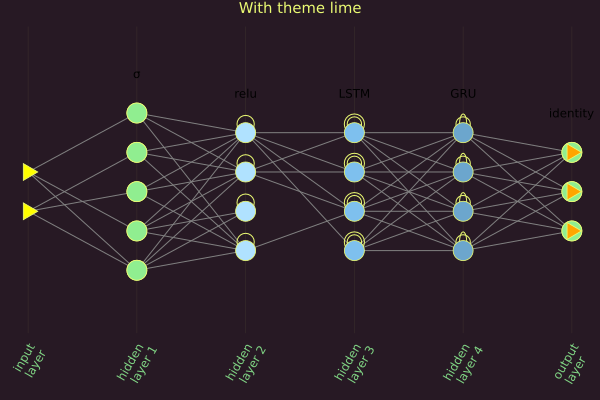 With theme lime
σ
relu
LSTM
GRU
identity
input
layer
hidden
layer 1
hidden
layer 2
hidden
layer 3
hidden
layer 4
output
layer